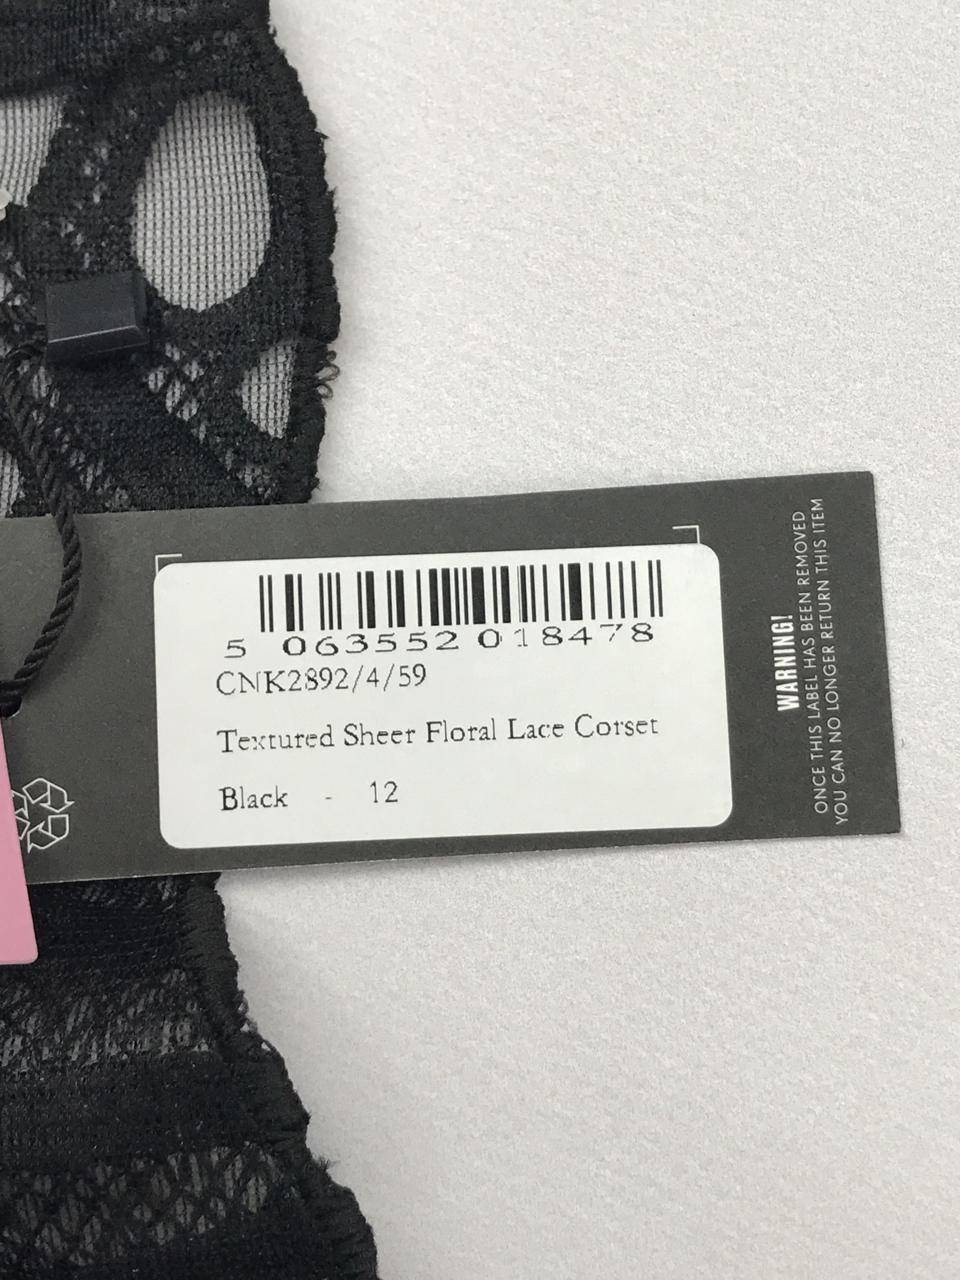 5 063552 018478
CNK2892/4/59
Textured Sheer Floral Lace Corset
Black - 12
WARNING!
ONCE THIS LABEL HAS BEEN REMOVED
YOU CAN NO LONGER RETURN THIS ITEM